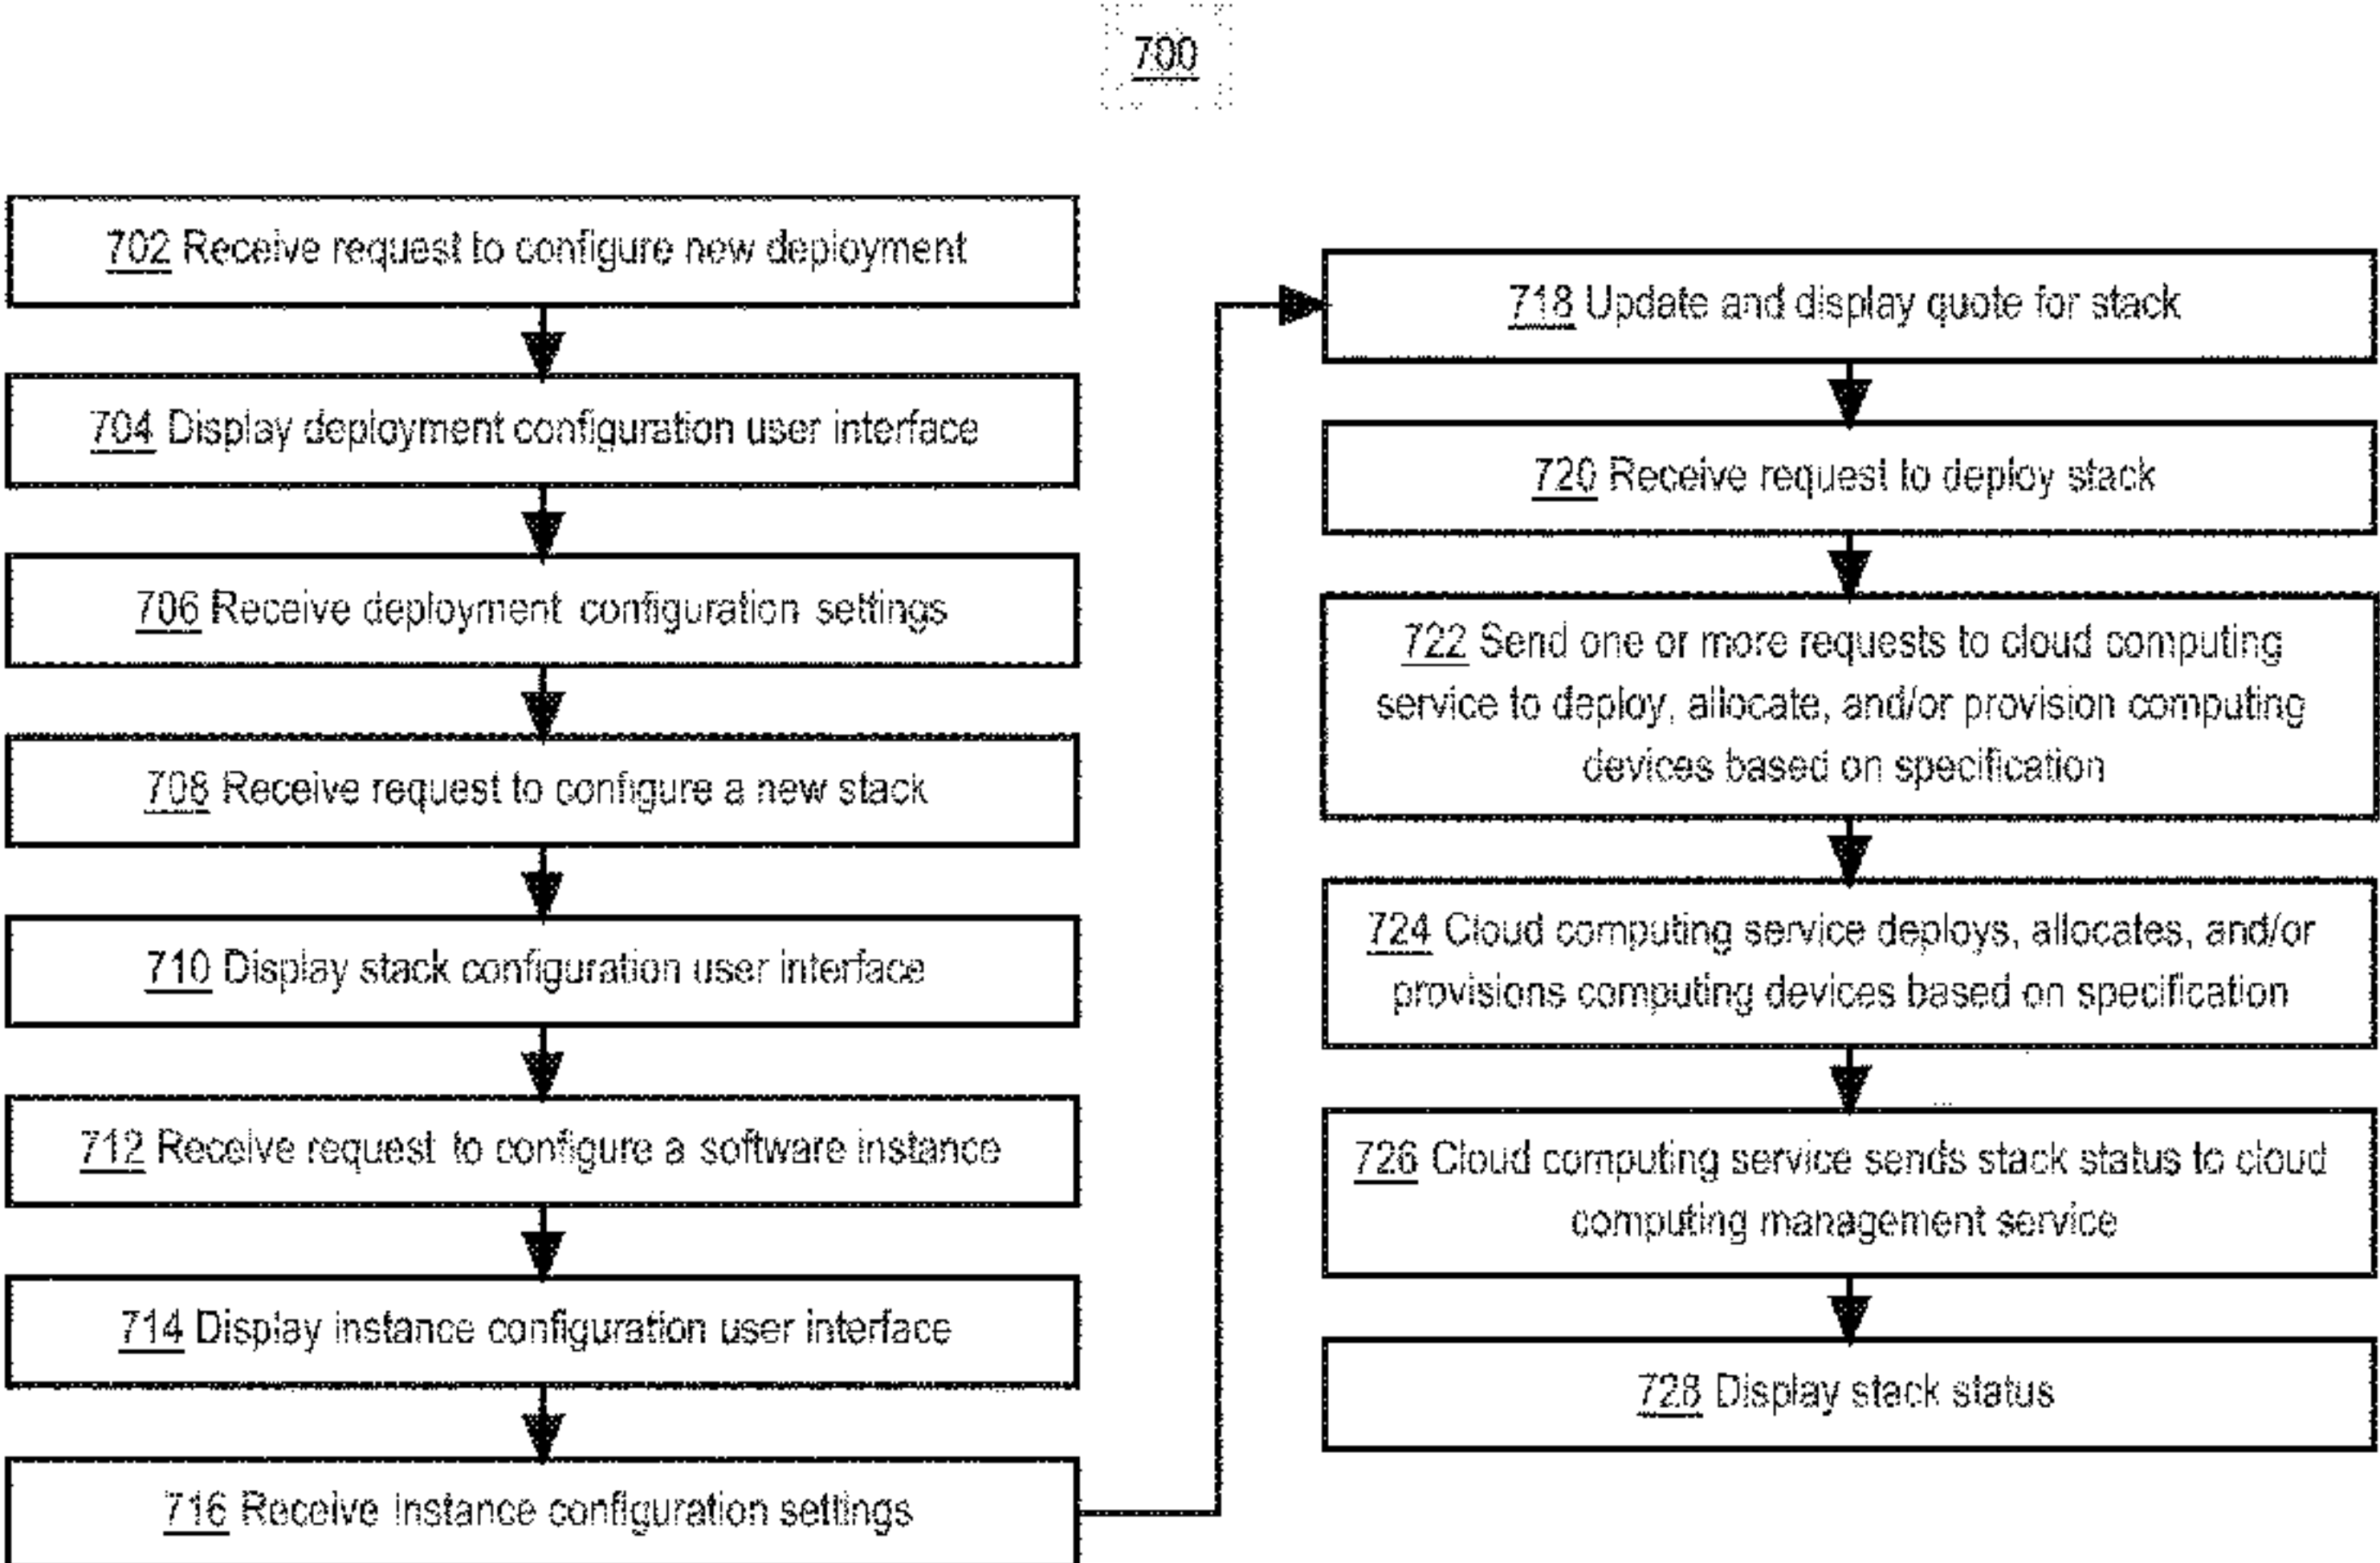 700
702 Receive request to configure new deployment
704 Display deployment configuration user interface
706 Receive deployment configuration settings
708 Receive request to configure a new stack
710 Display stack configuration user interface
712 Receive request to configure a software instance
714 Display instance configuration user interface
716 Receive instance configuration settings
718 Update and display quote for stack
720 Receive request to deploy stack
722 Send one or more requests to cloud computing
service to deploy, allocate, and/or provision computing
devices based on specification
724 Cloud computing service deploys, allocates, and/or
provisions computing devices based on specification
726 Cloud computing service sends stack status to cloud
computing management service
728 Display stack status